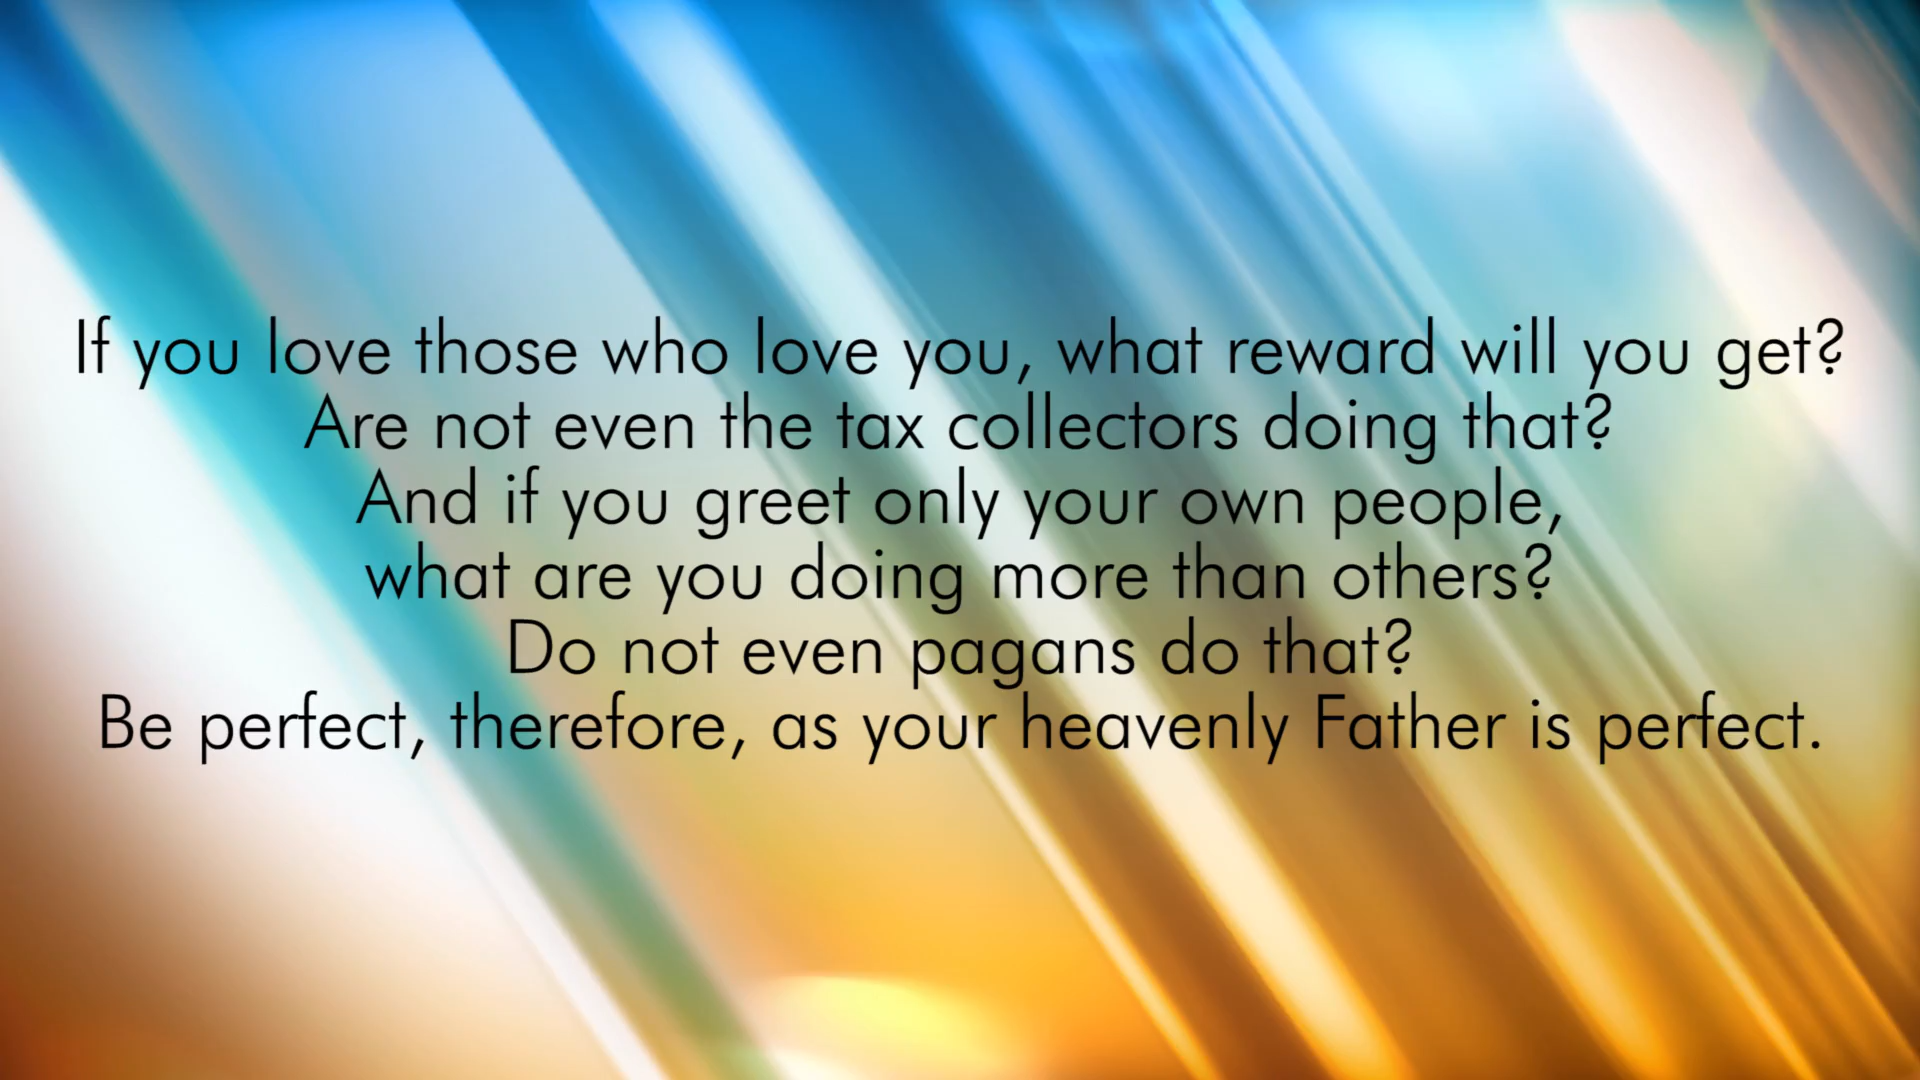 If you love those who love you, what reward will you get?
Are not even the tax collectors doing that?
And if you greet only your own people,
what are you doing more than others?
Do not even pagans do that?
Be perfect, therefore, as your heavenly Father is perfect.